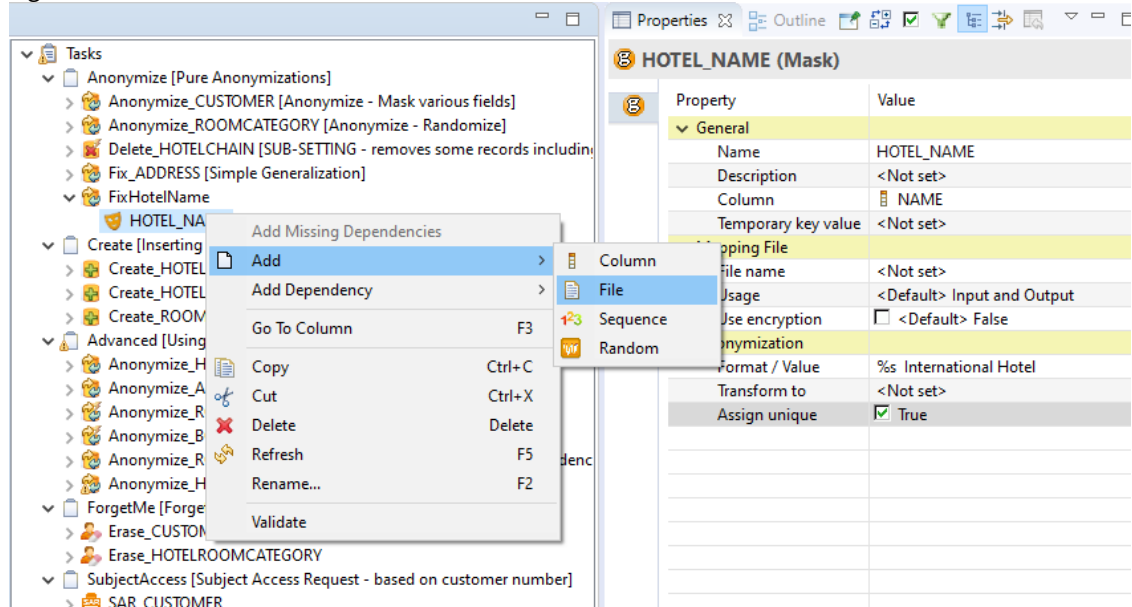 Properties Outline
Tasks
Anonymize [Pure Anonymizations]
Anonymize_CUSTOMER [Anonymize - Mask various fields]
Anonymize_ROOMCATEGORY [Anonymize - Randomize]
Delete_HOTELCHAIN [SUB-SETTING - removes some records including
Fix_ADDRESS [Simple Generalization]
FixHotelName
HOTEL_NA
Create [Inserting
Create_HOTEL
Create_HOTEL
Create_ROOM
Advanced [Using
Anonymize_H
Anonymize_A
Anonymize_R
Anonymize_B
Anonymize_R denc
Anonymize_H
ForgetMe [Forge
Erase_CUSTOM
Erase_HOTELROOMCATEGORY
SubjectAccess [Subject Access Request - based on customer number]
SAR_CUSTOMER
Add Missing Dependencies
Add >
Add Dependency >
Go To Column F3
Copy Ctrl+C
Cut Ctrl+X
Delete Delete
Refresh F5
Rename... F2
Validate
Column
File
123 Sequence
Random
HOTEL_NAME (Mask)
Property Value
General
Name HOTEL_NAME
Description <Not set>
Column NAME
Temporary key value <Not set>
pping File
File name <Not set>
Usage <Default> Input and Output
Use encryption <Default> False
onymization
Format / Value %s International Hotel
Transform to <Not set>
Assign unique True